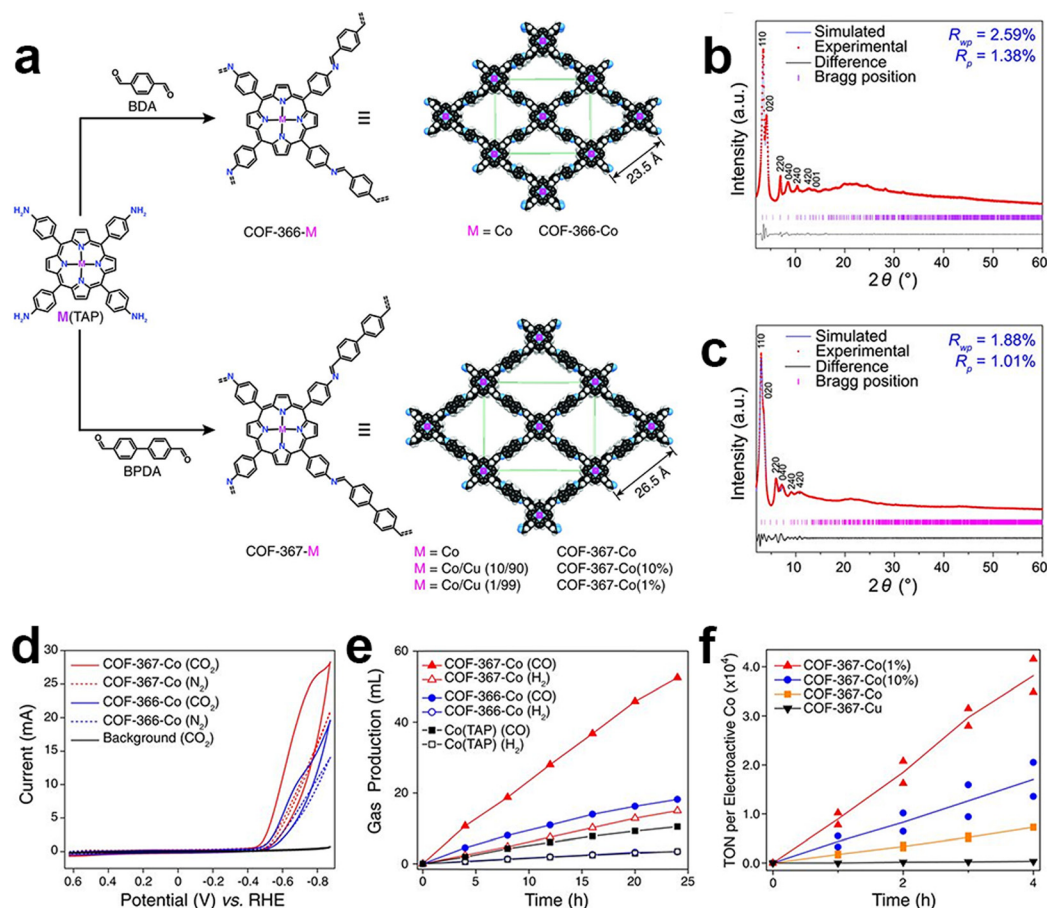 a
BDA
NH₂
H₂N
H₂N
NH₂
M
N
N
N
N
M(TAP)
BPDA
N
N
N
N
M
COF-366-M
≡
23.5 Å
M = Co COF-366-Co
COF-367-M
≡
26.5 Å
M = Co COF-367-Co
M = Co/Cu (10/90) COF-367-Co(10%)
M = Co/Cu (1/99) COF-367-Co(1%)
b
Simulated
Experimental
Difference
Bragg position
Rwp = 2.59%
Rp = 1.38%
110
020
220
040
240
420
001
Intensity (a.u.)
10 20 30 40 50 60
2θ (°)
c
Simulated
Experimental
Difference
Bragg position
Rwp = 1.88%
Rp = 1.01%
110
020
220
040
240
420
Intensity (a.u.)
10 20 30 40 50 60
2θ (°)
d
COF-367-Co (CO₂)
COF-367-Co (N₂)
COF-366-Co (CO₂)
COF-366-Co (N₂)
Background (CO₂)
Current (mA)
30
25
20
15
10
5
0
0.6 0.4 0.2 0 -0.2 -0.4 -0.6 -0.8
Potential (V) vs. RHE
e
COF-367-Co (CO)
COF-367-Co (H₂)
COF-366-Co (CO)
COF-366-Co (H₂)
Co(TAP) (CO)
Co(TAP) (H₂)
Gas Production (mL)
60
40
20
0
0 5 10 15 20 25
Time (h)
f
COF-367-Co(1%)
COF-367-Co(10%)
COF-367-Co
COF-367-Cu
TON per Electroactive Co (x10⁴)
4.0
3.0
2.0
1.0
0.0
0 1 2 3 4
Time (h)